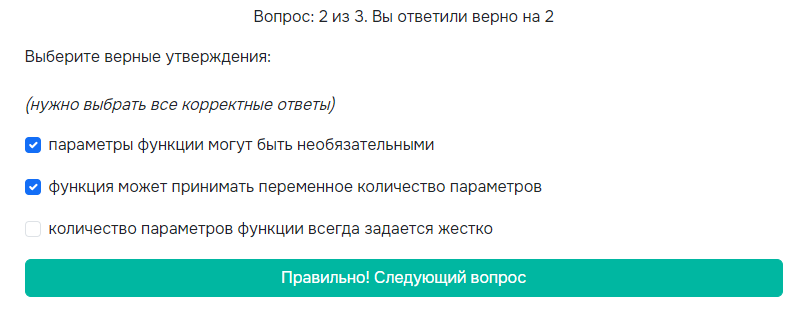 Вопрос: 2 из 3. Вы ответили верно на 2
Выберите верные утверждения:
(нужно выбрать все корректные ответы)
параметры функции могут быть необязательными
функция может принимать переменное количество параметров
количество параметров функции всегда задается жестко
Правильно! Следующий вопрос